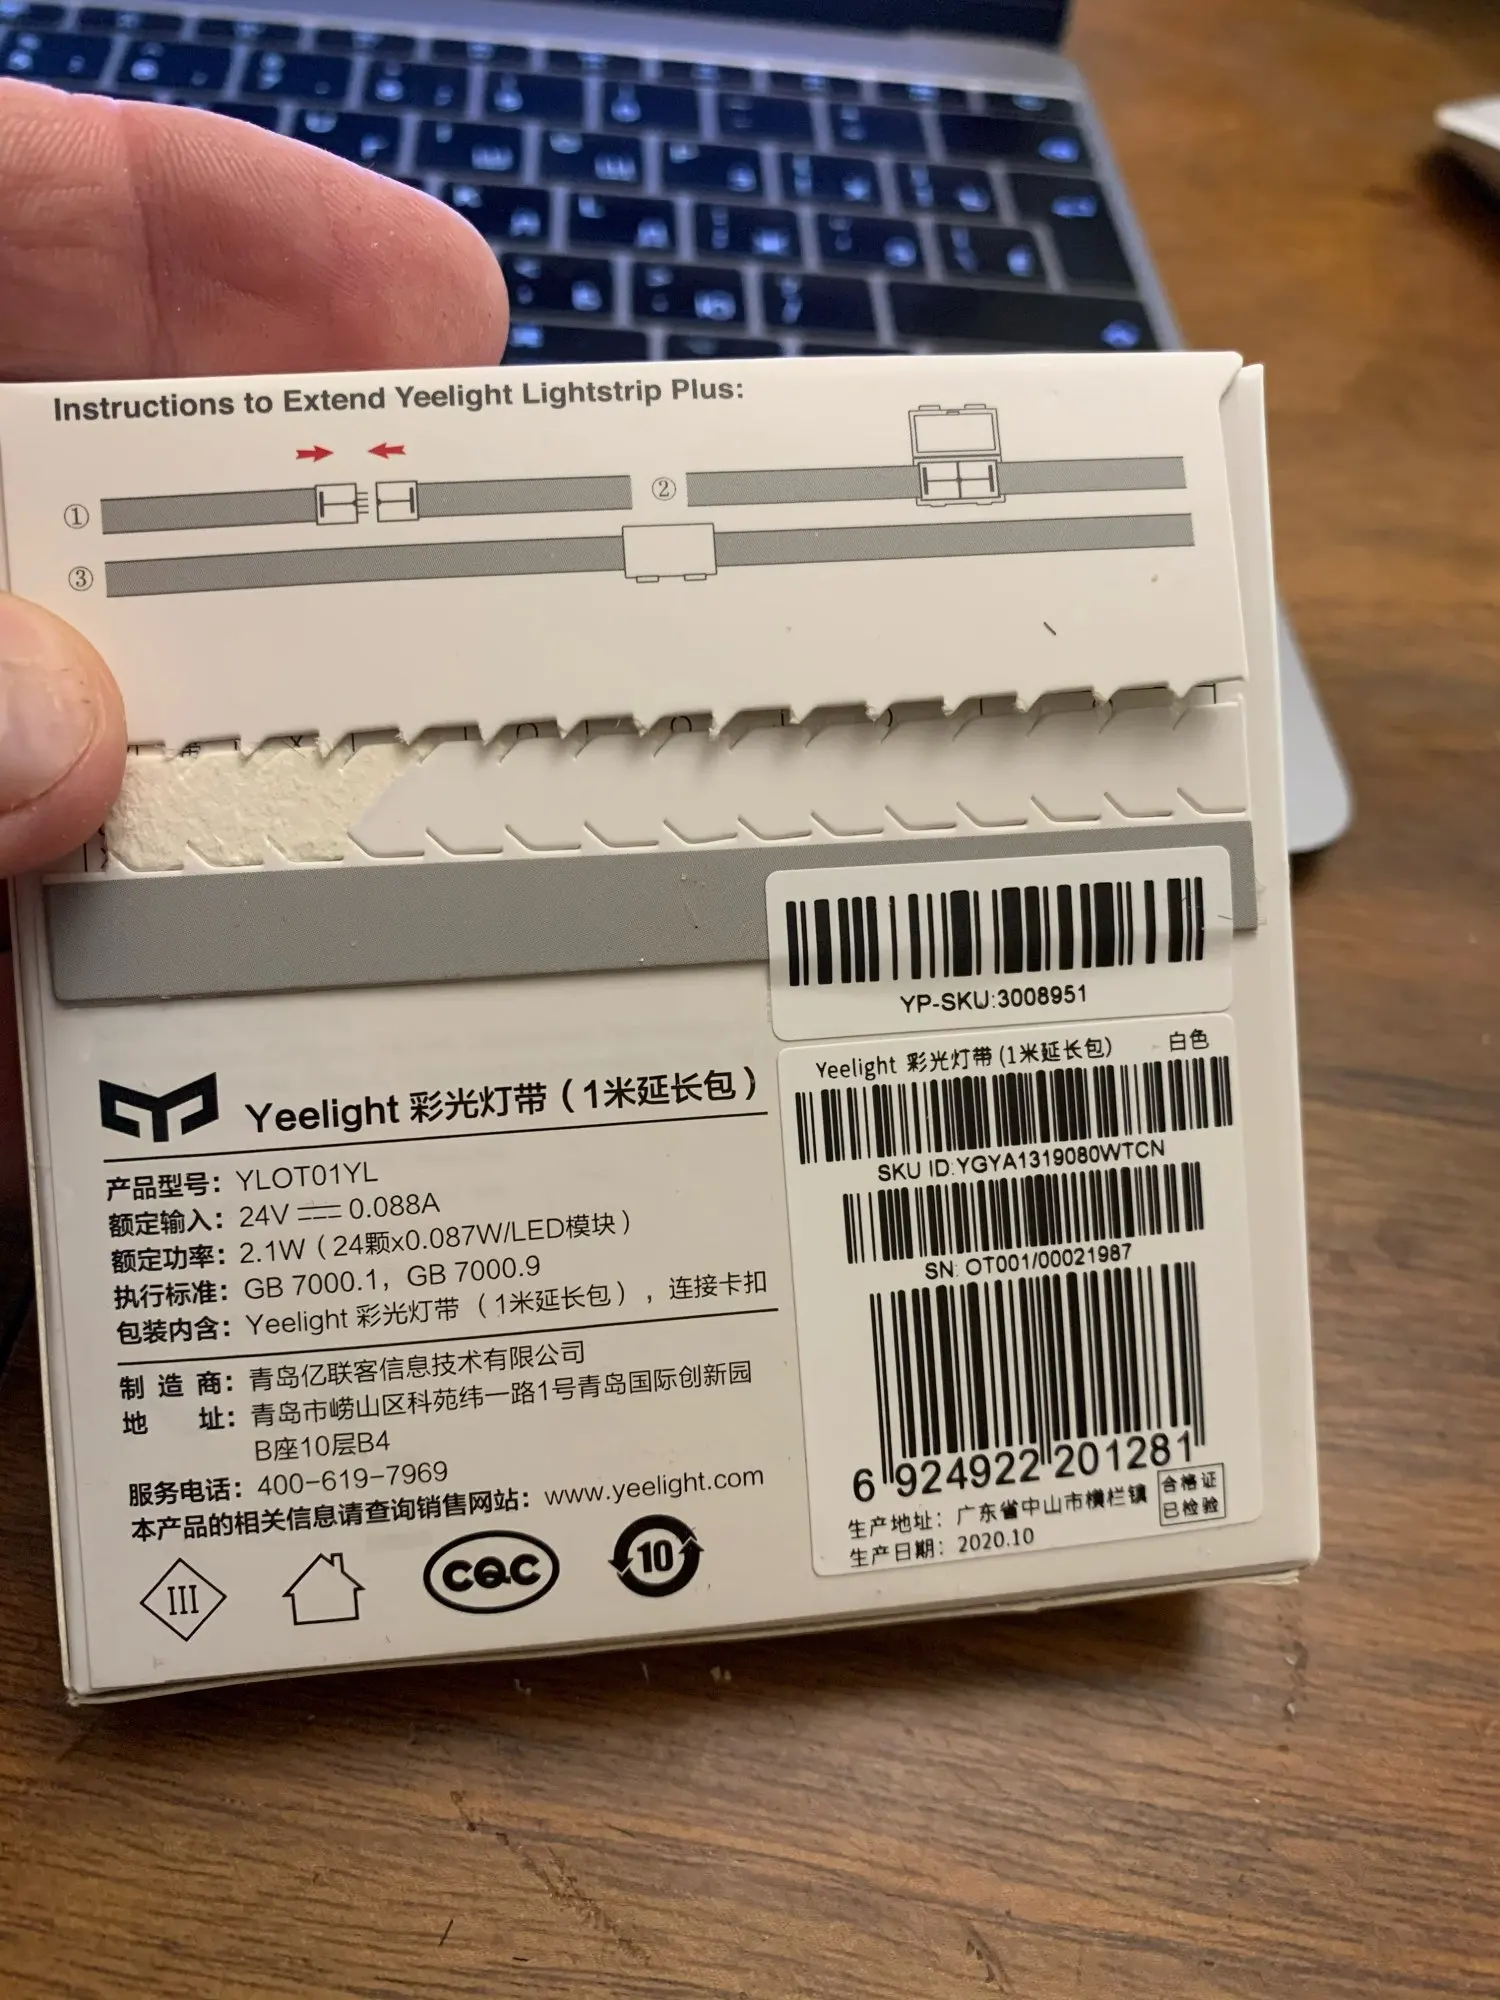 Instructions to Extend Yeelight Lightstrip Plus:
①
②
③
YP-SKU:3008951
Yeelight 彩光灯带 (1米延长包) 白色
SKU ID:YGYA1319080WTCN
SN: OT001/00021987
6 924922 201281
生产地址：广东省中山市横栏镇
生产日期：2020.10
合格证
已检验
Yeelight 彩光灯带（1米延长包）
产品型号：YLOT01YL
额定输入：24V ⎓ 0.088A
额定功率：2.1W（24颗x0.087W/LED模块）
执行标准：GB 7000.1，GB 7000.9
包装内含：Yeelight 彩光灯带 （1米延长包），连接卡扣
制 造 商：青岛亿联客信息技术有限公司
地 址：青岛市崂山区科苑纬一路1号青岛国际创新园
B座10层B4
服务电话：400-619-7969
本产品的相关信息请查询销售网站：www.yeelight.com
III
CQC
10